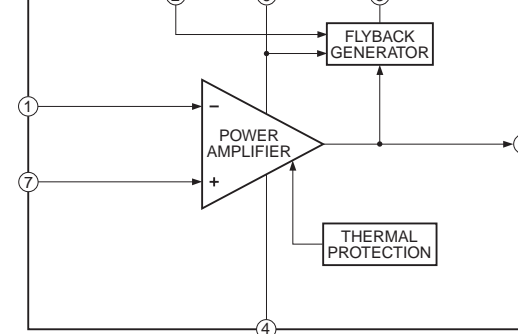 FLYBACK
GENERATOR
1
−
POWER
AMPLIFIER
7
+
THERMAL
PROTECTION
4